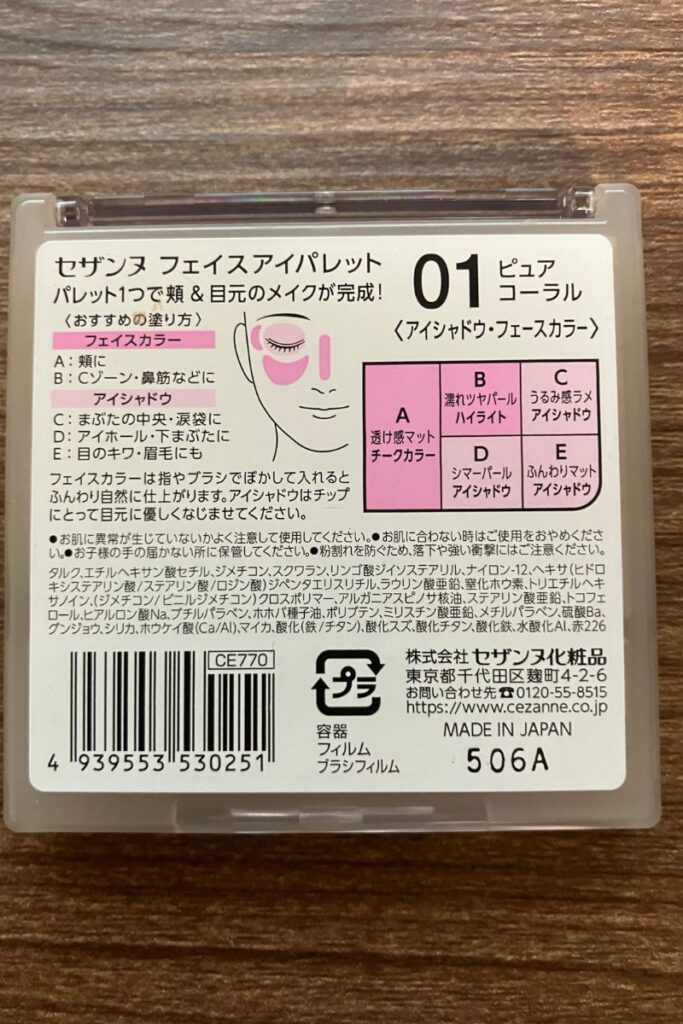 セザンヌ フェイスアイパレット
パレット1つで頬&目元のメイクが完成!
01 ピュア
コーラル
〈アイシャドウ・フェースカラー〉
〈おすすめの塗り方〉
フェイスカラー
A:頬に
B:Cゾーン・鼻筋などに
アイシャドウ
C:まぶたの中央・涙袋に
D:アイホール・下まぶたに
E:目のキワ・眉毛にも
A
透け感マット
チークカラー
B
濡れツヤパール
ハイライト
C
うるみ感ラメ
アイシャドウ
D
シマーパール
アイシャドウ
E
ふんわりマット
アイシャドウ
フェイスカラーは指やブラシでぼかして入れると
ふんわり自然に仕上がります。アイシャドウはチップ
にとって目元に優しくなじませてください。
●お肌に異常が生じていないかよく注意して使用してください。●お肌に合わない時はご使用をおやめくださ
い。●お子様の手の届かない所に保管してください。●粉割れを防ぐため、落下や強い衝撃にはご注意ください。
タルク、エチルヘキサン酸セチル、ジメチコン、スクワラン、リンゴ酸ジイソステアリル、ナイロン-12、ヘキサ(ヒドロ
キシステアリン酸/ステアリン酸/ロジン酸)ジペンタエリスリチル、ラウリン酸亜鉛、窒化ホウ素、トリエチルヘキ
サノイン、(ジメチコン/ビニルジメチコン)クロスポリマー、アルガニアスピノサ核油、ステアリン酸亜鉛、トコフェ
ロール、ヒアルロン酸Na、ブチルパラベン、ホホバ種子油、ポリブテン、ミリスチン酸亜鉛、メチルパラベン、硫酸Ba、
グンジョウ、シリカ、ホウケイ酸(Ca/Al)、マイカ、酸化(鉄/チタン)、酸化スズ、酸化チタン、酸化鉄、水酸化Al、赤226
CE770
4 939553 530251
プラ
容器
フィルム
ブラシフィルム
株式会社 セザンヌ化粧品
東京都千代田区麹町4-2-6
お問い合わせ先☎0120-55-8515
https://www.cezanne.co.jp
MADE IN JAPAN
506A